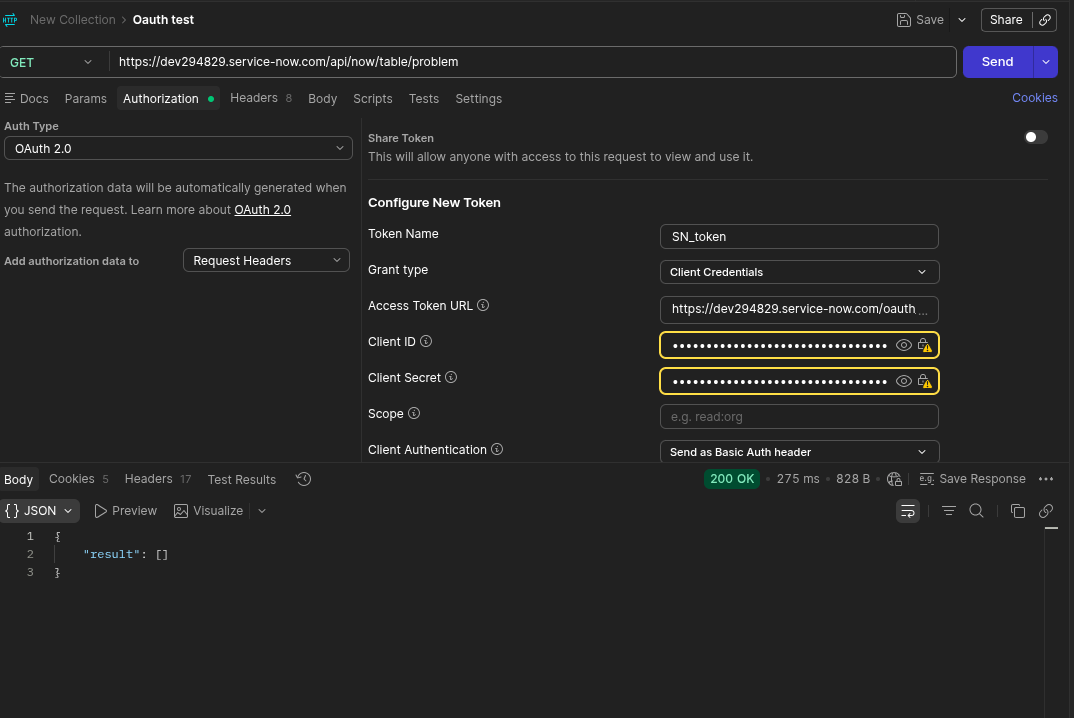 HTTP New Collection > Oauth test Save Share
GET https://dev294829.service-now.com/api/now/table/problem Send
Docs Params Authorization Headers 8 Body Scripts Tests Settings Cookies
Auth Type
OAuth 2.0
The authorization data will be automatically generated when
you send the request. Learn more about OAuth 2.0
authorization.
Add authorization data to Request Headers
Share Token
This will allow anyone with access to this request to view and use it.
Configure New Token
Token Name SN_token
Grant type Client Credentials
Access Token URL https://dev294829.service-now.com/oauth ...
Client ID ••••••••••••••••••••••••••••••••
Client Secret ••••••••••••••••••••••••••••••••
Scope e.g. read:org
Client Authentication Send as Basic Auth header
Body Cookies 5 Headers 17 Test Results 200 OK • 275 ms • 828 B • e.g. Save Response •••
{} JSON Preview Visualize
1 {
2 "result": []
3 }